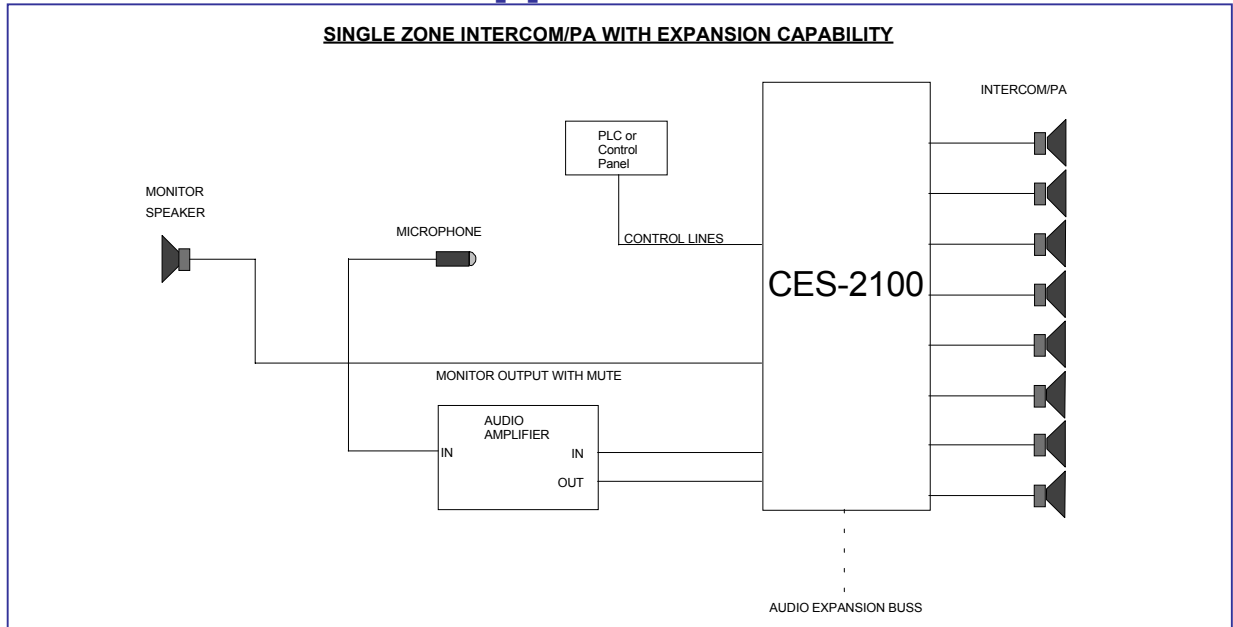 SINGLE ZONE INTERCOM/PA WITH EXPANSION CAPABILITY
INTERCOM/PA
PLC or
Control
Panel
MONITOR
SPEAKER
MICROPHONE
CONTROL LINES
CES-2100
MONITOR OUTPUT WITH MUTE
AUDIO
AMPLIFIER
IN
IN
OUT
AUDIO EXPANSION BUSS